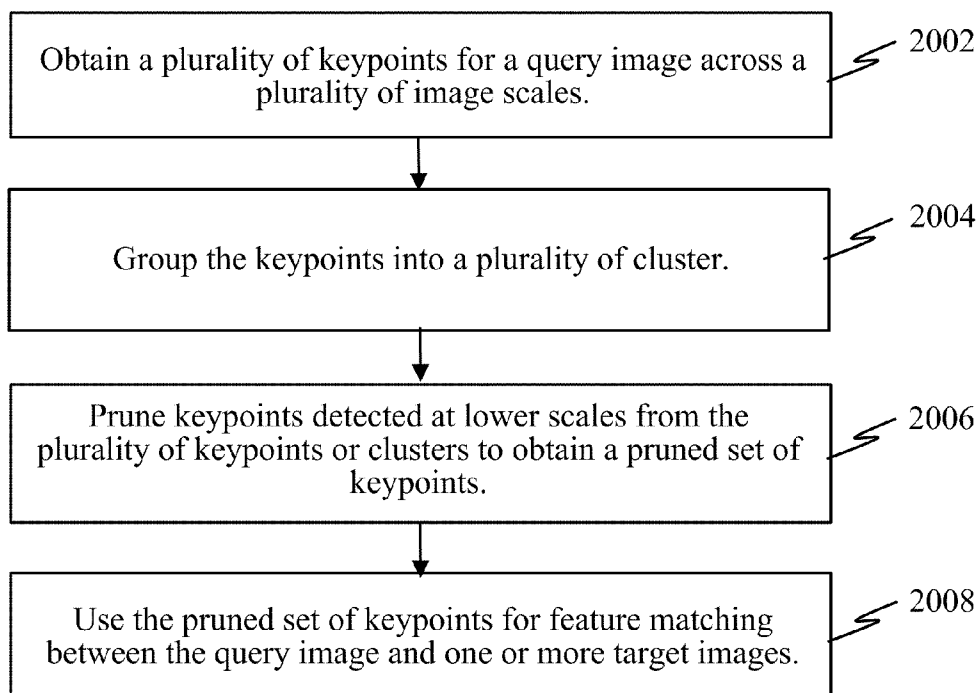 Obtain a plurality of keypoints for a query image across a
plurality of image scales.
2002
Group the keypoints into a plurality of cluster.
2004
Prune keypoints detected at lower scales from the
plurality of keypoints or clusters to obtain a pruned set of
keypoints.
2006
Use the pruned set of keypoints for feature matching
between the query image and one or more target images.
2008